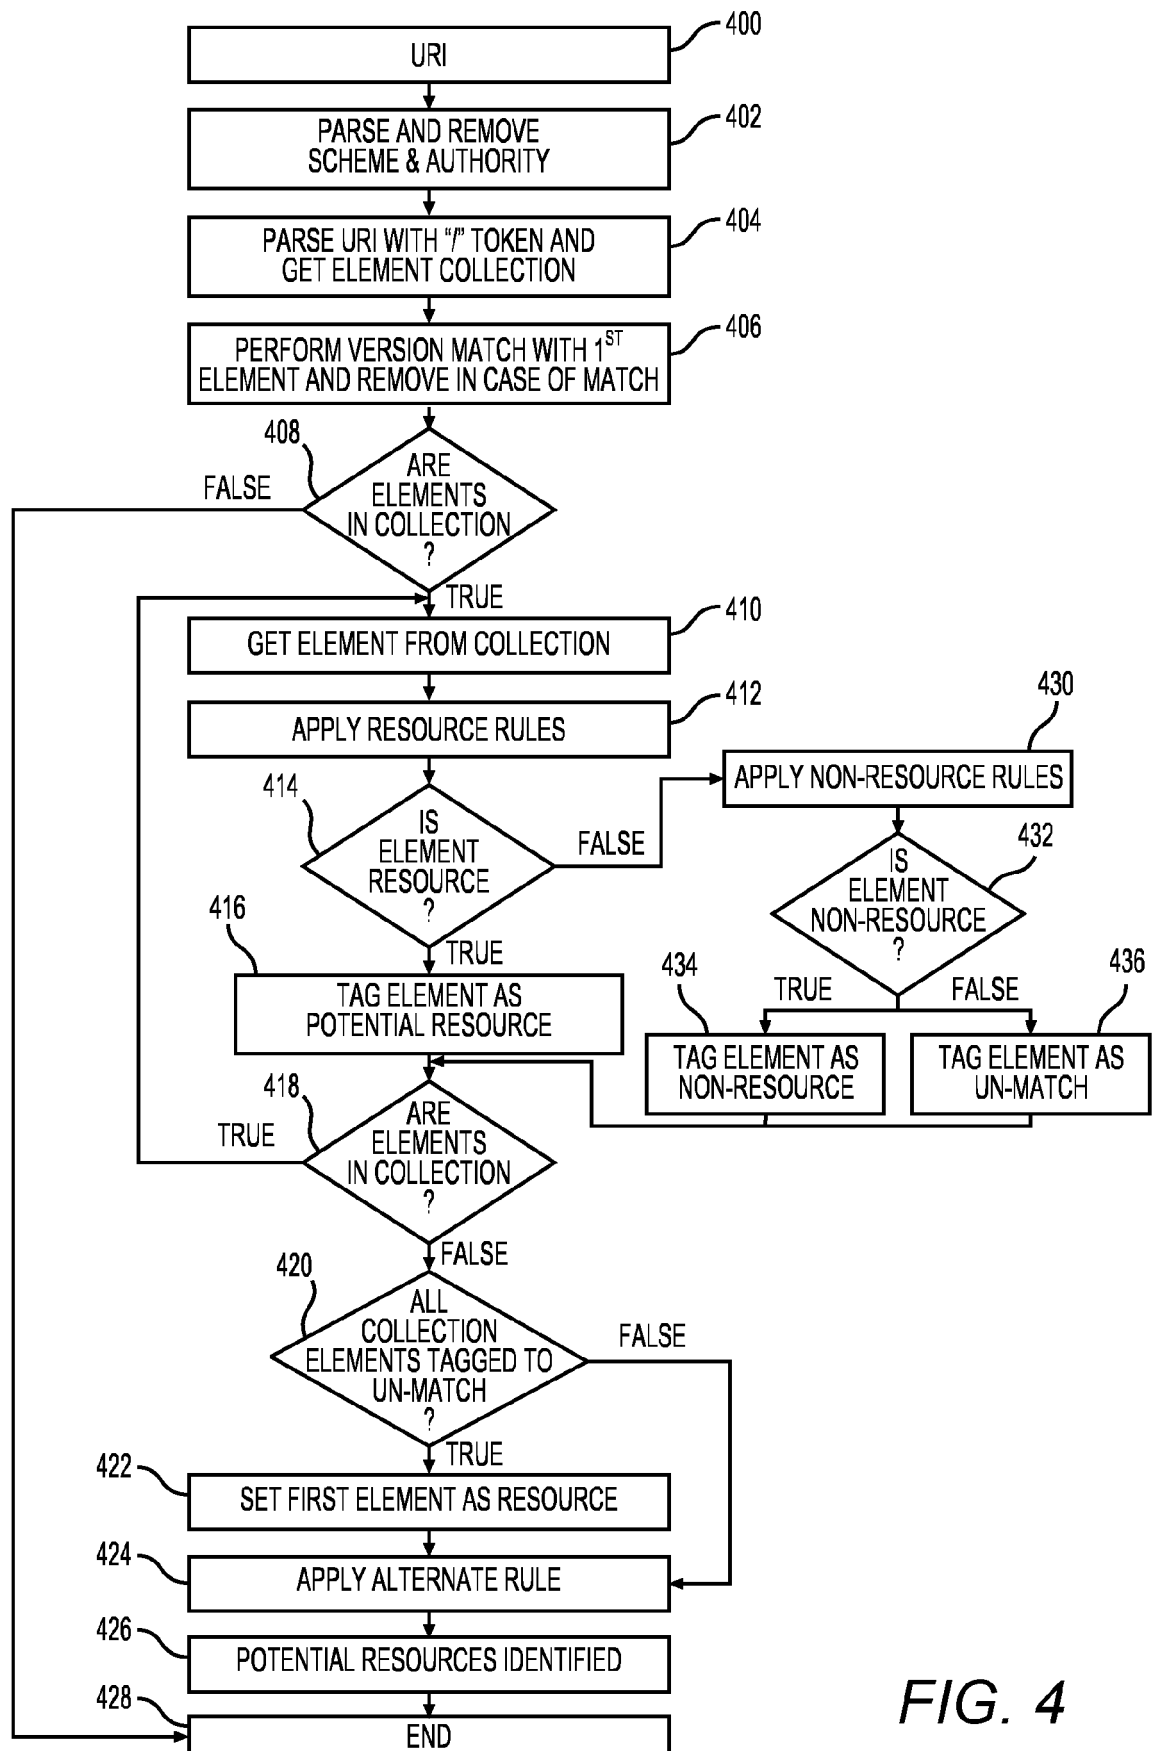 400
URI
402
PARSE AND REMOVE
SCHEME & AUTHORITY
404
PARSE URI WITH “/” TOKEN AND
GET ELEMENT COLLECTION
406
PERFORM VERSION MATCH WITH 1ST
ELEMENT AND REMOVE IN CASE OF MATCH
408
ARE
ELEMENTS
IN COLLECTION
?
FALSE
TRUE
410
GET ELEMENT FROM COLLECTION
412
APPLY RESOURCE RULES
414
IS
ELEMENT
RESOURCE
?
FALSE
430
APPLY NON-RESOURCE RULES
432
IS
ELEMENT
NON-RESOURCE
?
TRUE
416
TAG ELEMENT AS
POTENTIAL RESOURCE
TRUE
FALSE
434
TAG ELEMENT AS
NON-RESOURCE
436
TAG ELEMENT AS
UN-MATCH
418
ARE
ELEMENTS
IN COLLECTION
?
TRUE
FALSE
420
ALL
COLLECTION
ELEMENTS TAGGED TO
UN-MATCH
?
FALSE
TRUE
422
SET FIRST ELEMENT AS RESOURCE
424
APPLY ALTERNATE RULE
426
POTENTIAL RESOURCES IDENTIFIED
428
END
FIG. 4